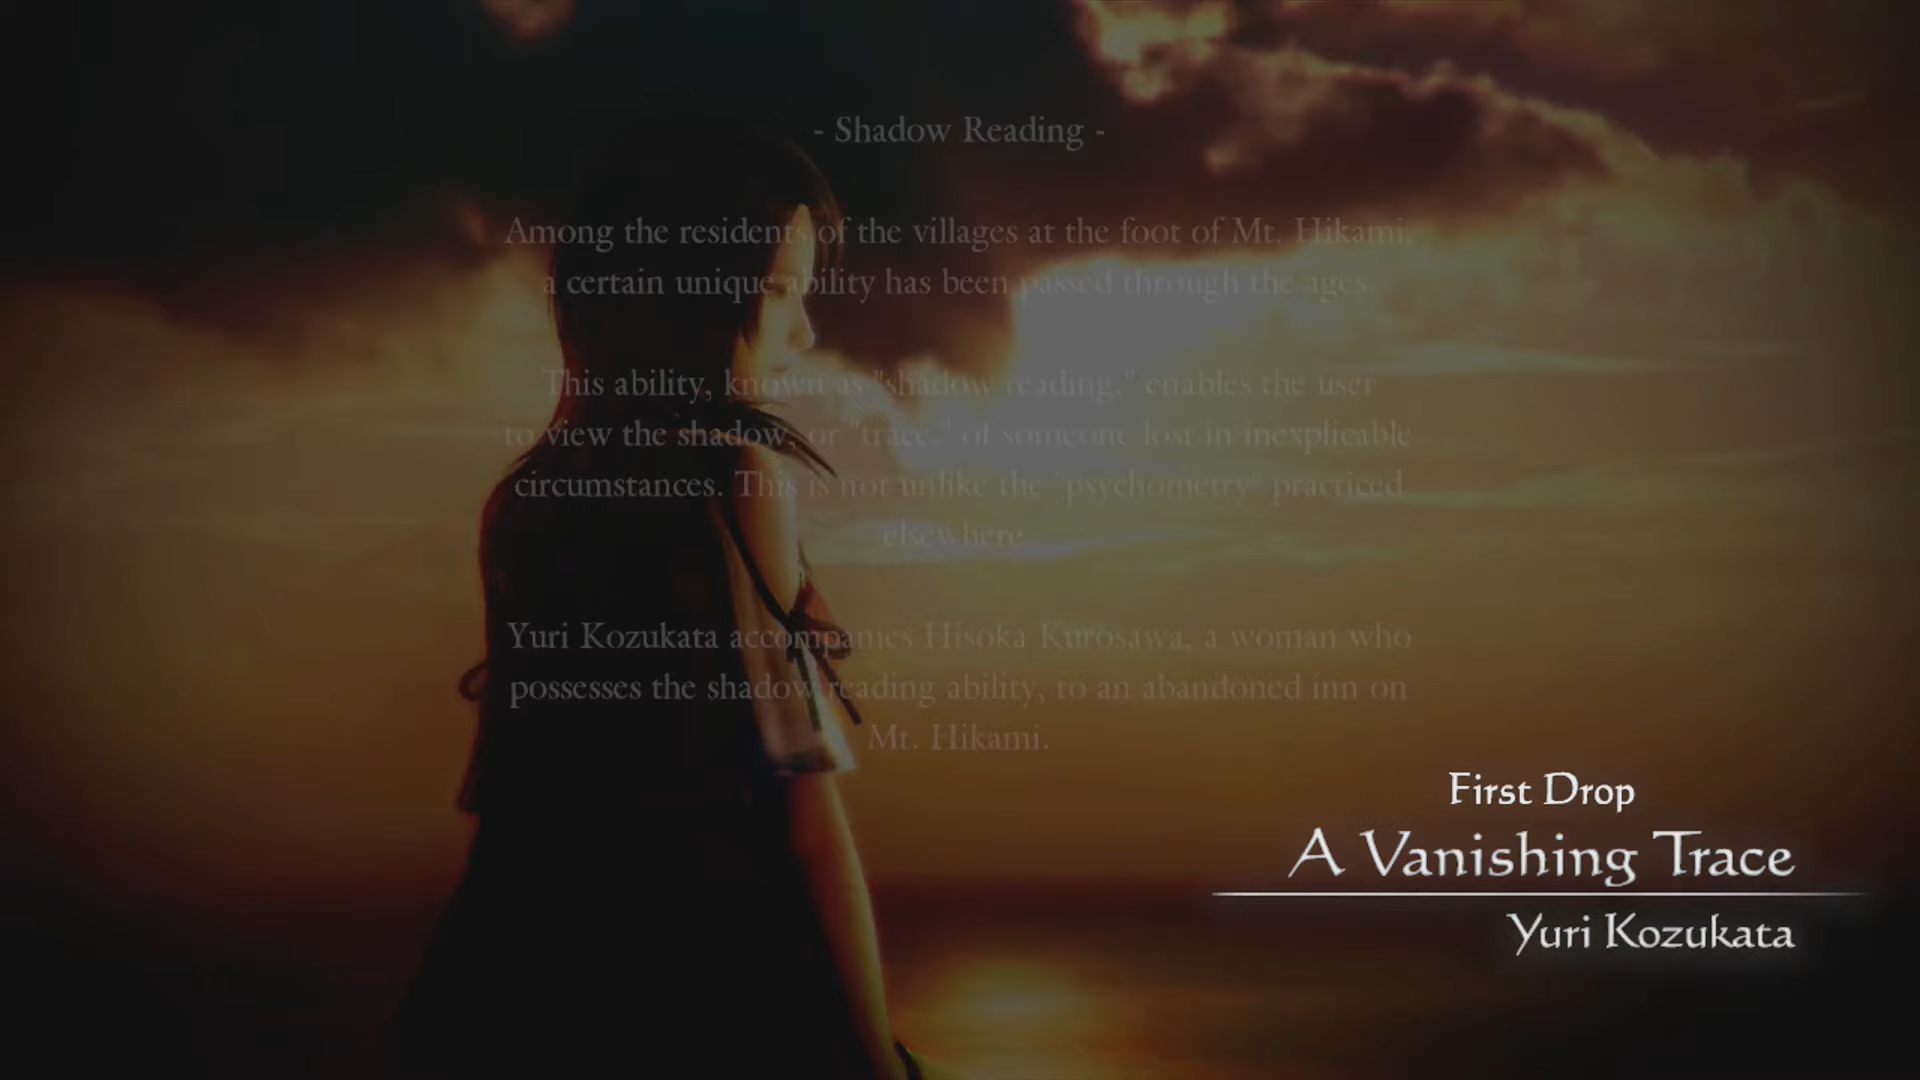 - Shadow Reading -
Among the residents of the villages at the foot of Mt. Hikami,
a certain unique ability has been passed through the ages.
This ability, known as "shadow reading," enables the user
to view the shadow, or "trace," of someone lost in inexplicable
circumstances. This is not unlike the "psychometry" practiced
elsewhere.
Yuri Kozukata accompanies Hisoka Kurosawa, a woman who
possesses the shadow reading ability, to an abandoned inn on
Mt. Hikami.
First Drop
A Vanishing Trace
Yuri Kozukata